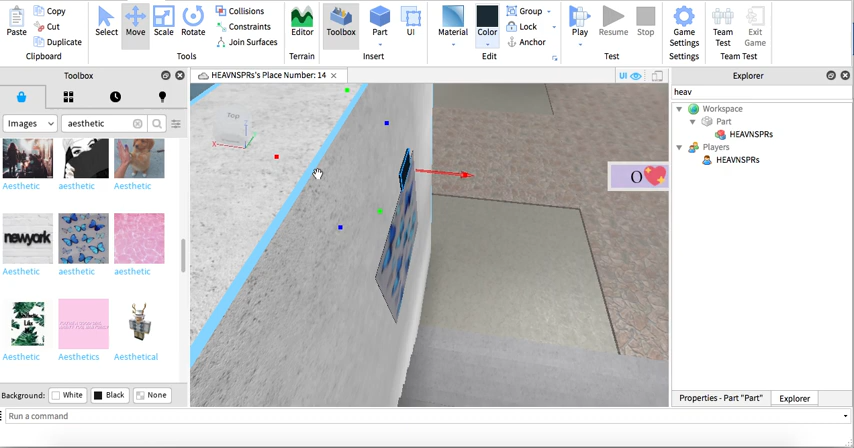 Paste
Copy
Cut
Duplicate
Clipboard
Select
Move
Scale
Rotate
Collisions
Constraints
Join Surfaces
Tools
Editor
Terrain
Toolbox
Part
UI
Insert
Material
Color
Group
Lock
Anchor
Edit
Play
Resume
Stop
Test
Game
Settings
Settings
Team
Test
Exit
Game
Team Test
Toolbox
HEAVNSPRs's Place Number: 14
UI
Explorer
heav
Images
aesthetic
Workspace
Part
HEAVNSPRs
Players
HEAVNSPRs
Top
X
O
Aesthetic
aesthetic
Aesthetic
newyork
Aesthetic
aesthetic
aesthetic
Aesthetic
Aesthetics
Aesthetical
Background:
White
Black
None
Properties - Part "Part"
Explorer
Run a command